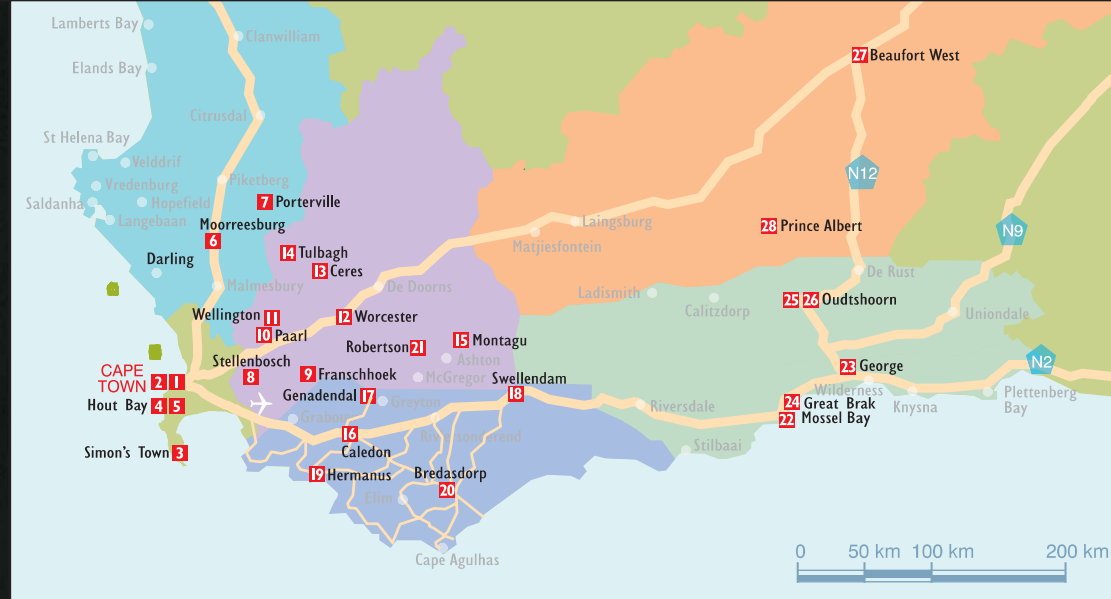 Lamberts Bay
Clanwilliam
27 Beaufort West
Elands Bay
Citrusdal
St Helena Bay
Velddrif
N12
Piketberg
Vredenburg
Saldanha
Hopefield
7 Porterville
Langebaan
Moorreesburg
6
Laingsburg
28 Prince Albert
N9
Matjiesfontein
14 Tulbagh
Darling
13 Ceres
De Rust
Malmesbury
De Doorns
Ladismith
Calitzdorp
25 26 Oudtshoorn
Uniondale
Wellington 11
12 Worcester
10 Paarl
15 Montagu
Robertson 21
Ashton
Stellenbosch
8
N2
23 George
CAPE
TOWN 2 1
9 Franschhoek
McGregor
Swellendam
18
Genadendal 17
Greyton
Wilderness
Knysna
Plettenberg
Bay
24 Great Brak
22 Mossel Bay
Hout Bay 4 5
Riversdale
Grabouw
16
Caledon
Riviersonderend
Stilbaai
Simon's Town 3
19 Hermanus
Bredasdorp
20
Elim
Cape Agulhas
0 50 km 100 km 200 km